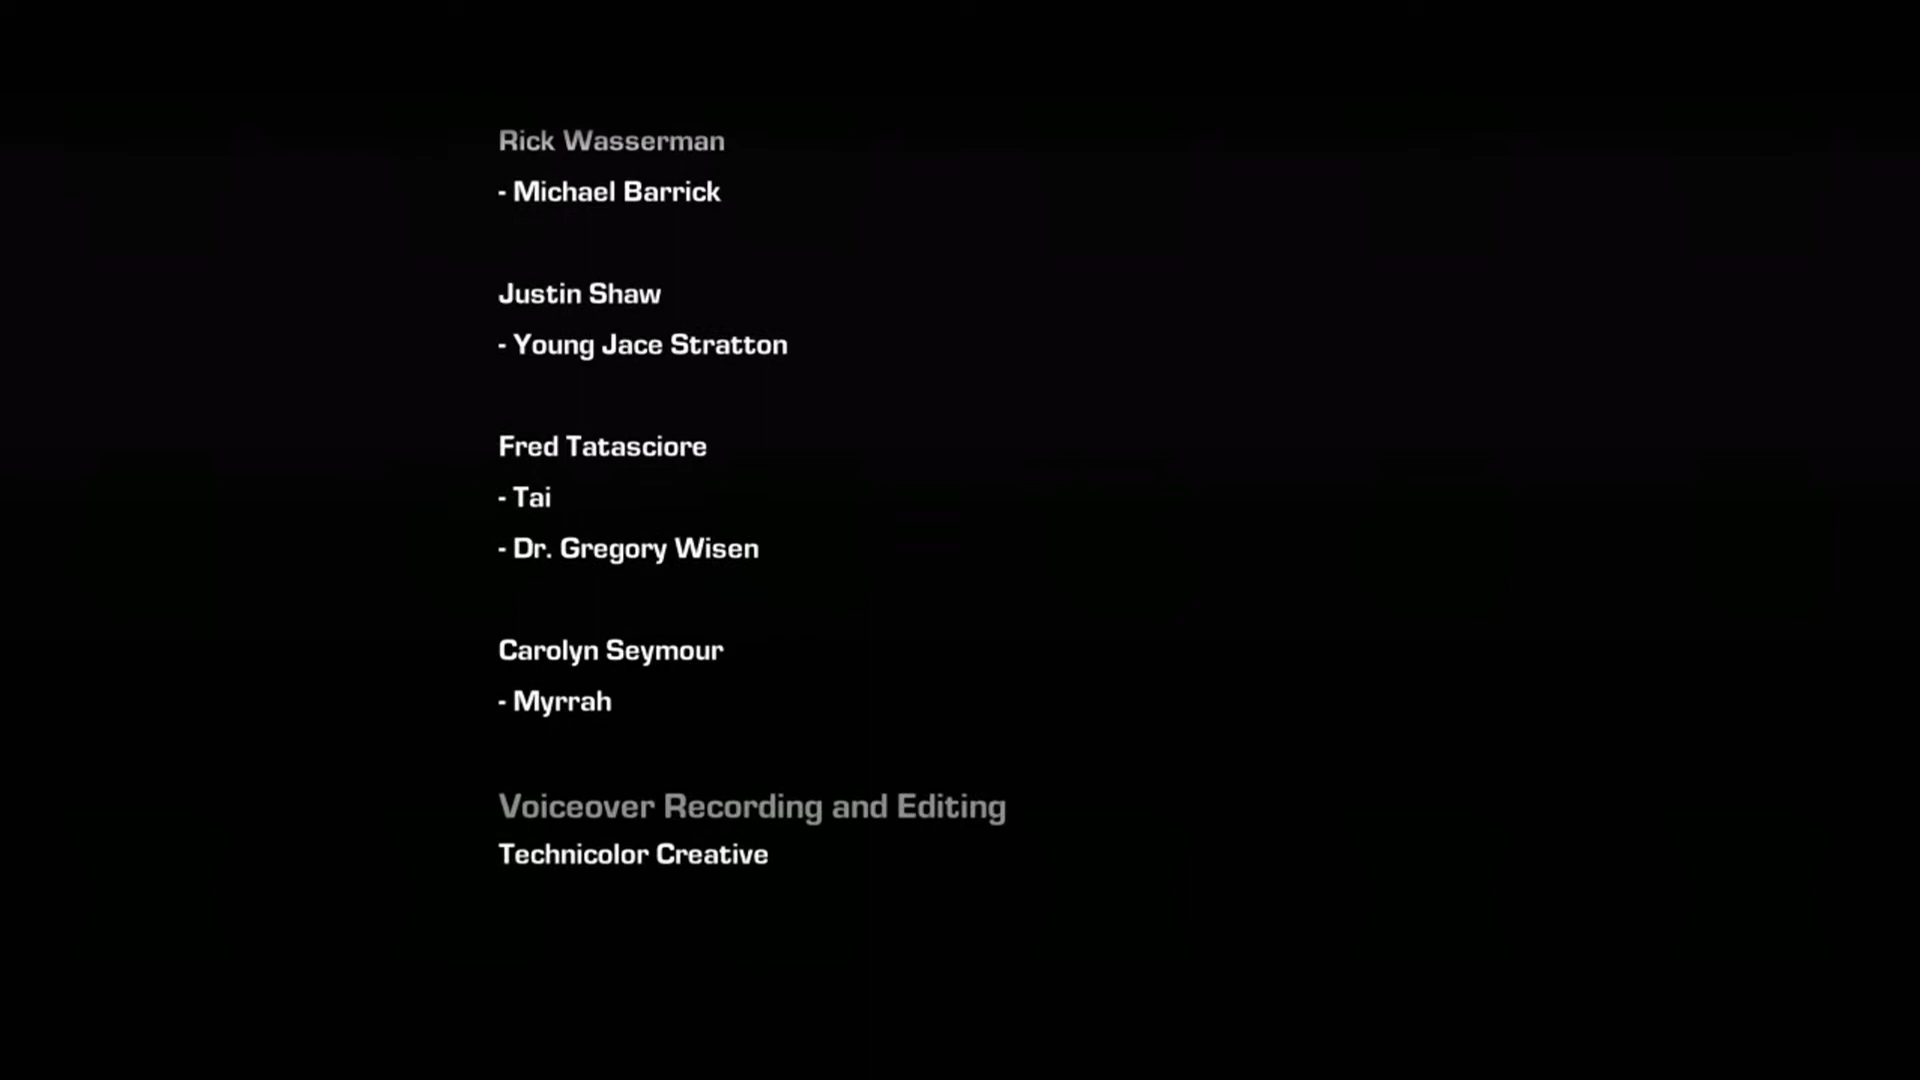 Rick Wasserman
- Michael Barrick
Justin Shaw
- Young Jace Stratton
Fred Tatasciore
- Tai
- Dr. Gregory Wisen
Carolyn Seymour
- Myrrah
Voiceover Recording and Editing
Technicolor Creative